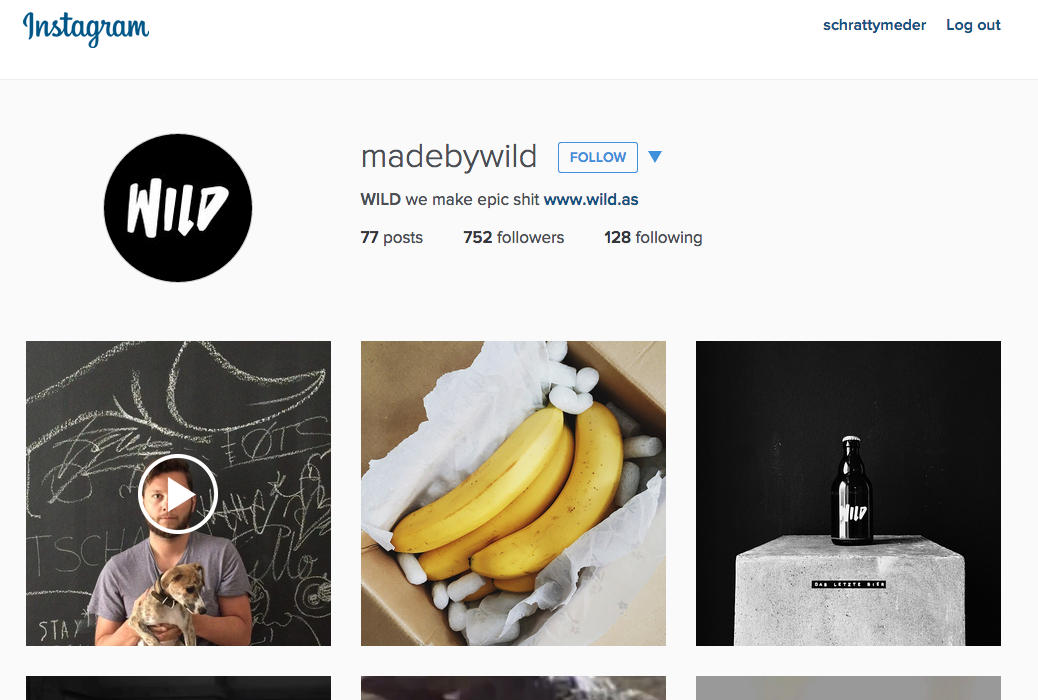 Instagram
schrattymeder Log out
WILD
madebywild FOLLOW
WILD we make epic shit www.wild.as
77 posts 752 followers 128 following
STAY
WILD
DAS LETZTE BIER